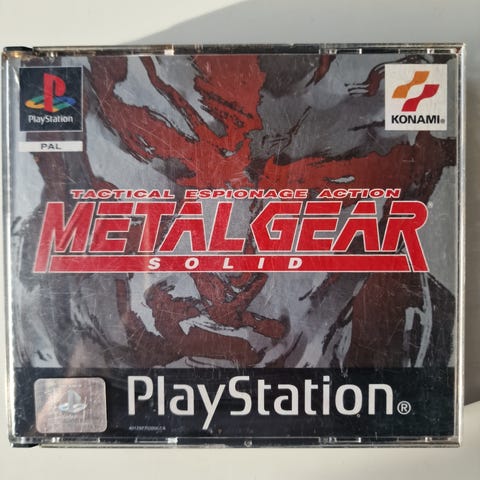 PlayStation
PAL
KONAMI®
TACTICAL ESPIONAGE ACTION
METAL GEAR®
SOLID
PlayStation®